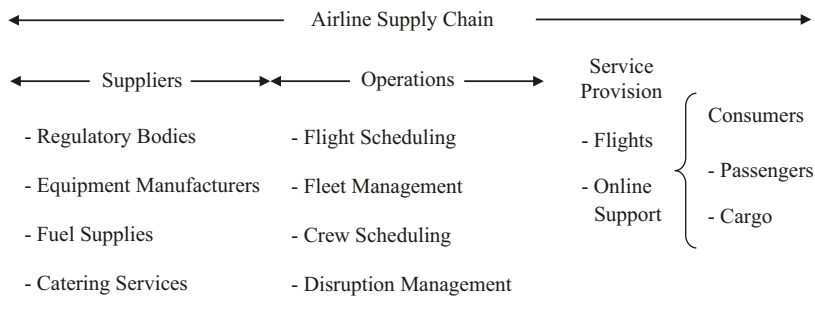 Airline Supply Chain
Suppliers
- Regulatory Bodies
- Equipment Manufacturers
- Fuel Supplies
- Catering Services
Operations
- Flight Scheduling
- Fleet Management
- Crew Scheduling
- Disruption Management
Service
Provision
- Flights
- Online
Support
Consumers
- Passengers
- Cargo